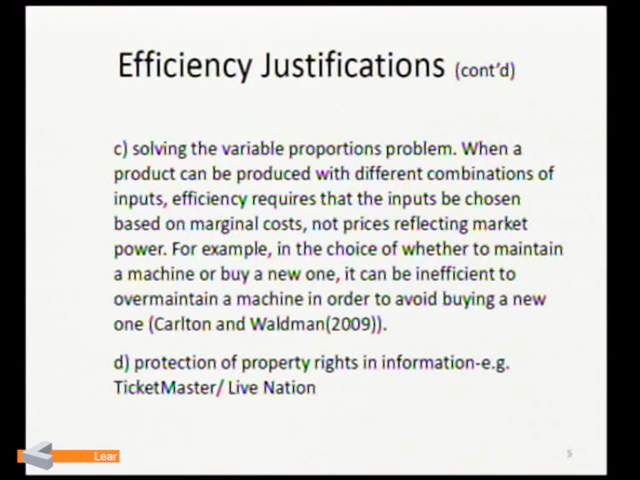 Efficiency Justifications (cont'd)
c) solving the variable proportions problem. When a
product can be produced with different combinations of
inputs, efficiency requires that the inputs be chosen
based on marginal costs, not prices reflecting market
power. For example, in the choice of whether to maintain
a machine or buy a new one, it can be inefficient to
overmaintain a machine in order to avoid buying a new
one (Carlton and Waldman(2009)).
d) protection of property rights in information-e.g.
TicketMaster/ Live Nation
Lear
5